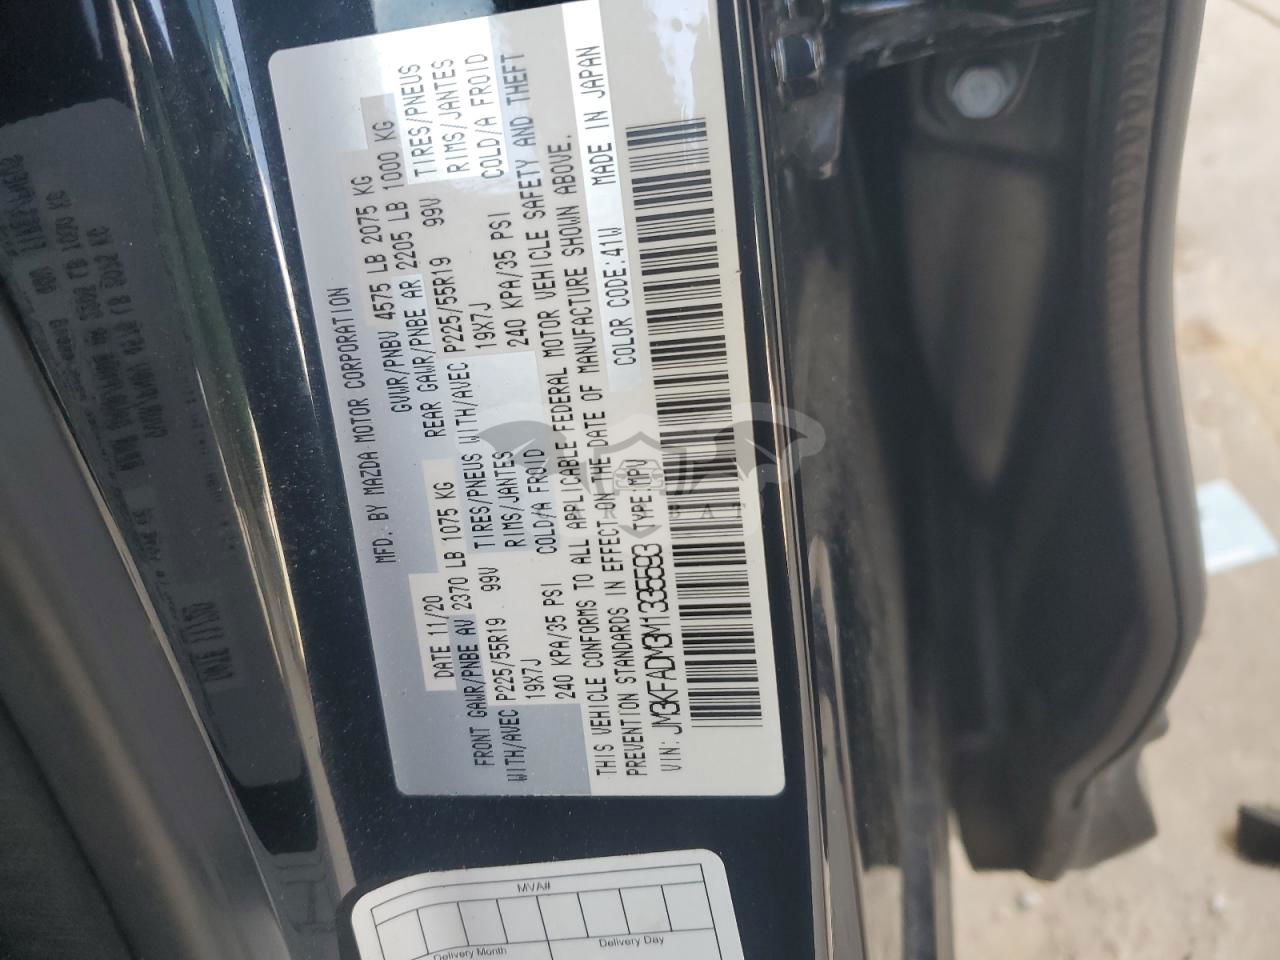 MFD. BY MAZDA MOTOR CORPORATION
DATE 11/20
GVWR/PNBV 4575 LB 2075 KG
FRONT GAWR/PNBE AV 2370 LB 1075 KG
REAR GAWR/PNBE AR 2205 LB 1000 KG
WITH/AVEC P225/55R19 99V TIRES/PNEUS WITH/AVEC P225/55R19 99V TIRES/PNEUS
19X7J RIMS/JANTES 19X7J RIMS/JANTES
240 KPA/35 PSI COLD/A FROID 240 KPA/35 PSI COLD/A FROID
THIS VEHICLE CONFORMS TO ALL APPLICABLE FEDERAL MOTOR VEHICLE SAFETY AND THEFT
PREVENTION STANDARDS IN EFFECT ON THE DATE OF MANUFACTURE SHOWN ABOVE.
VIN: JM3KFADM3M1335593 TYPE:MPV COLOR CODE:41W MADE IN JAPAN
MVA#
Delivery Month Delivery Day